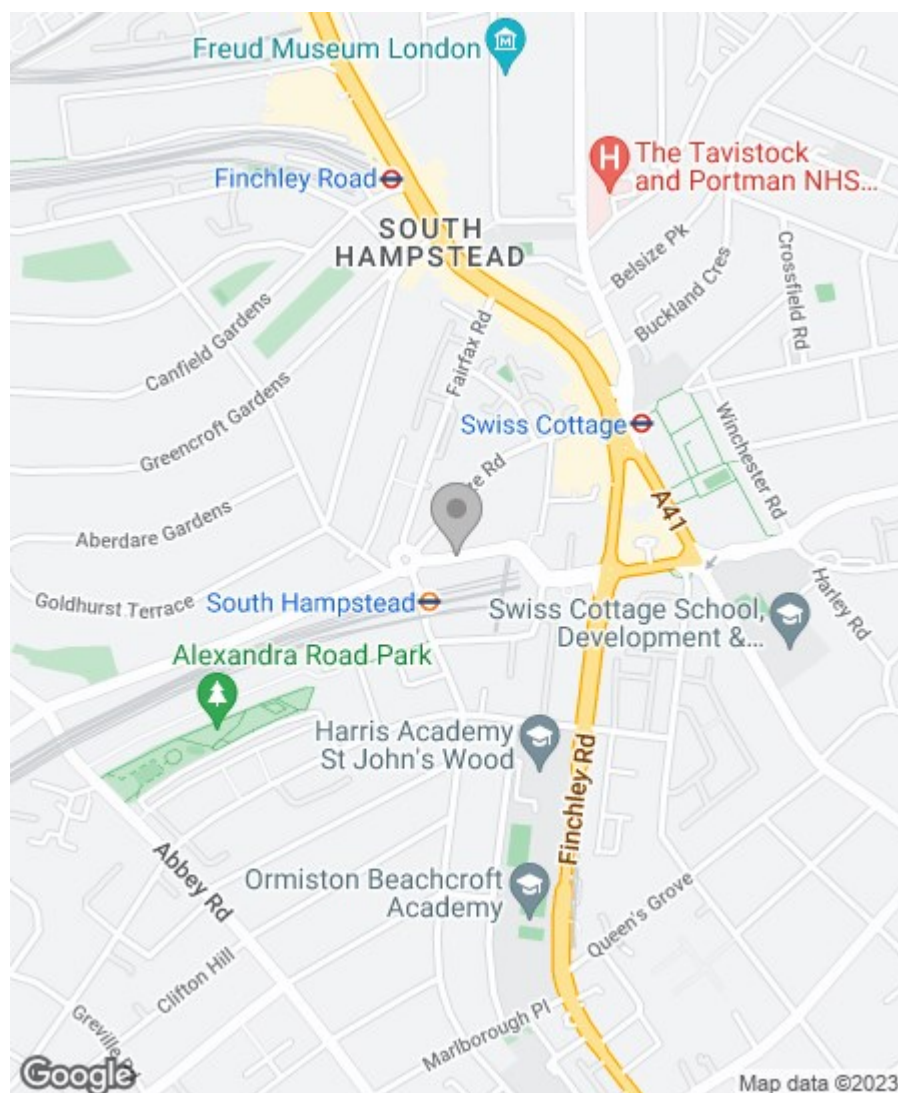 Freud Museum London
The Tavistock
and Portman NHS...
Finchley Road
SOUTH
HAMPSTEAD
Belsize Pk
Buckland Cres
Crossfield Rd
Canfield Gardens
Fairfax Rd
Greencroft Gardens
Swiss Cottage
Winchester Rd
A41
Rd
Aberdare Gardens
Goldhurst Terrace
South Hampstead
Harley Rd
Swiss Cottage School,
Development &...
Alexandra Road Park
Harris Academy
St John's Wood
Finchley Rd
Abbey Rd
Ormiston Beachcroft
Academy
Queen's Grove
Clifton Hill
Marlborough Pl
Greville
Google
Map data ©2023